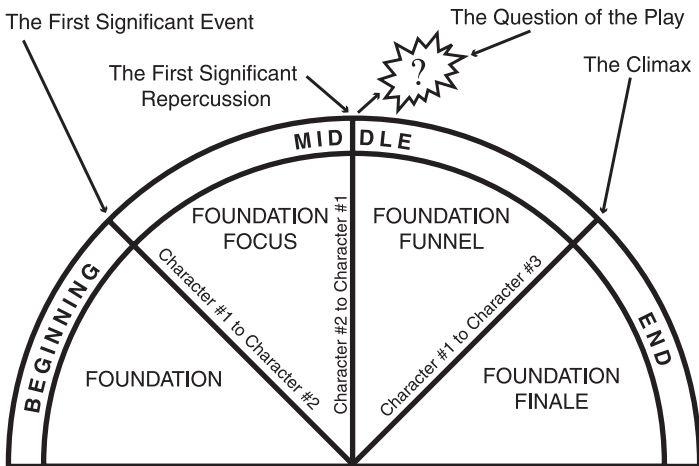 The First Significant Event
The Question of the Play
The First Significant
Repercussion
?
The Climax
MIDDLE
FOUNDATION
FOCUS
FOUNDATION
FUNNEL
Character #1 to Character #2
Character #2 to Character #1
Character #1 to Character #3
BEGINNING
END
FOUNDATION
FOUNDATION
FINALE